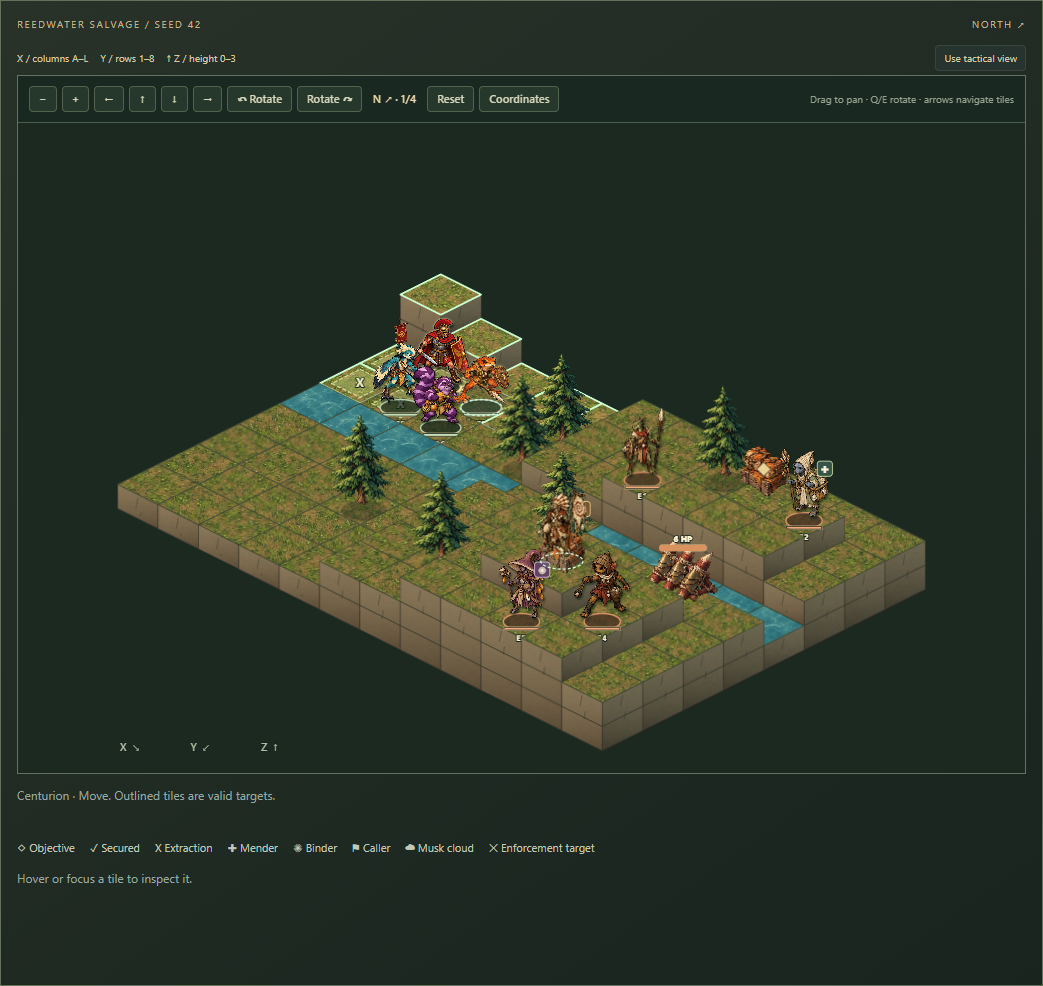 REEDWATER SALVAGE / SEED 42
NORTH ↗
X / columns A–L Y / rows 1–8 ↑ Z / height 0–3
Use tactical view
− + ← ↑ ↓ → ↶ Rotate Rotate ↷ N ↗ · 1/4 Reset Coordinates
Drag to pan · Q/E rotate · arrows navigate tiles
X
6 HP
X ↘ Y ↙ Z ↑
Centurion · Move. Outlined tiles are valid targets.
◇ Objective ✓ Secured X Extraction ✚ Mender ❋ Binder ⚑ Caller ☁ Musk cloud ✕ Enforcement target
Hover or focus a tile to inspect it.